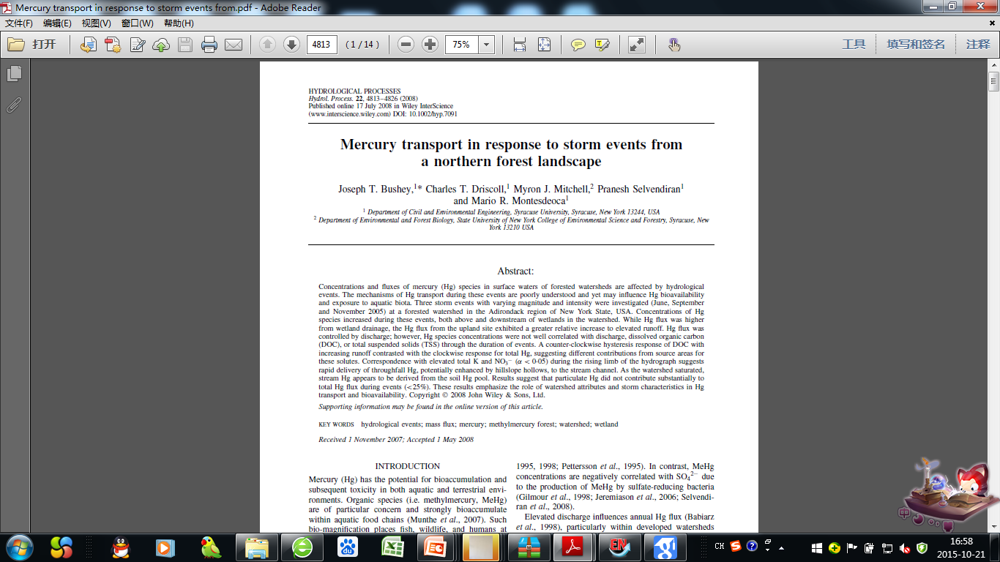 Mercury transport in response to storm events from.pdf - Adobe Reader
文件(F) 编辑(E) 视图(V) 窗口(W) 帮助(H)
打开 4813 (1 / 14) 75% 工具 填写和签名 注释
HYDROLOGICAL PROCESSES
Hydrol. Process. 22, 4813–4826 (2008)
Published online 17 July 2008 in Wiley InterScience
(www.interscience.wiley.com) DOI: 10.1002/hyp.7091
Mercury transport in response to storm events from
a northern forest landscape
Joseph T. Bushey,1* Charles T. Driscoll,1 Myron J. Mitchell,2 Pranesh Selvendiran1
and Mario R. Montesdeoca1
1 Department of Civil and Environmental Engineering, Syracuse University, Syracuse, New York 13244, USA
2 Department of Environmental and Forest Biology, State University of New York College of Environmental Science and Forestry, Syracuse, New
York 13210 USA
Abstract:
Concentrations and fluxes of mercury (Hg) species in surface waters of forested watersheds are affected by hydrological
events. The mechanisms of Hg transport during these events are poorly understood and yet may influence Hg bioavailability
and exposure to aquatic biota. Three storm events with varying magnitude and intensity were investigated (June, September
and November 2005) at a forested watershed in the Adirondack region of New York State, USA. Concentrations of Hg
species increased during these events, both above and downstream of wetlands in the watershed. While Hg flux was higher
from wetland drainage, the Hg flux from the upland site exhibited a greater relative increase to elevated runoff. Hg flux was
controlled by discharge; however, Hg species concentrations were not well correlated with discharge, dissolved organic carbon
(DOC), or total suspended solids (TSS) through the duration of events. A counter-clockwise hysteresis response of DOC with
increasing runoff contrasted with the clockwise response for total Hg, suggesting different contributions from source areas for
these solutes. Correspondence with elevated total K and NO3− (α < 0·05) during the rising limb of the hydrograph suggests
rapid delivery of throughfall Hg, potentially enhanced by hillslope hollows, to the stream channel. As the watershed saturated,
stream Hg appears to be derived from the soil Hg pool. Results suggest that particulate Hg did not contribute substantially to
total Hg flux during events (<25%). These results emphasize the role of watershed attributes and storm characteristics in Hg
transport and bioavailability. Copyright © 2008 John Wiley & Sons, Ltd.
Supporting information may be found in the online version of this article.
KEY WORDS hydrological events; mass flux; mercury; methylmercury forest; watershed; wetland
Received 1 November 2007; Accepted 1 May 2008
INTRODUCTION
Mercury (Hg) has the potential for bioaccumulation and
subsequent toxicity in both aquatic and terrestrial envi-
ronments. Organic species (i.e. methylmercury, MeHg)
are of particular concern and strongly bioaccumulate
within aquatic food chains (Munthe et al., 2007). Such
bio-magnification places fish, wildlife, and humans at
1995, 1998; Pettersson et al., 1995). In contrast, MeHg
concentrations are negatively correlated with SO42− due
to the production of MeHg by sulfate-reducing bacteria
(Gilmour et al., 1998; Jeremiason et al., 2006; Selvendi-
ran et al., 2008).
Elevated discharge influences annual Hg flux (Babiarz
et al., 1998), particularly within developed watersheds
中
du
EN
CH
16:58
2015-10-21